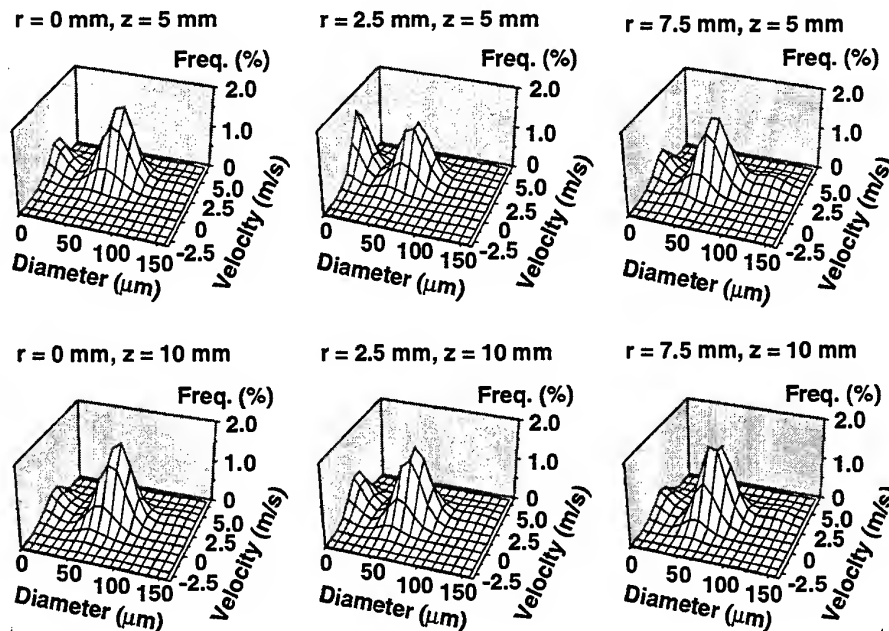 r = 0 mm, z = 5 mm
Freq. (%)
2.0
1.0
0
5.0
2.5
0
-2.5
Velocity (m/s)
0
50
100
150
Diameter (μm)
r = 2.5 mm, z = 5 mm
Freq. (%)
2.0
1.0
0
5.0
2.5
0
-2.5
Velocity (m/s)
0
50
100
150
Diameter (μm)
r = 7.5 mm, z = 5 mm
Freq. (%)
2.0
1.0
0
5.0
2.5
0
-2.5
Velocity (m/s)
0
50
100
150
Diameter (μm)
r = 0 mm, z = 10 mm
Freq. (%)
2.0
1.0
0
5.0
2.5
0
-2.5
Velocity (m/s)
0
50
100
150
Diameter (μm)
r = 2.5 mm, z = 10 mm
Freq. (%)
2.0
1.0
0
5.0
2.5
0
-2.5
Velocity (m/s)
0
50
100
150
Diameter (μm)
r = 7.5 mm, z = 10 mm
Freq. (%)
2.0
1.0
0
5.0
2.5
0
-2.5
Velocity (m/s)
0
50
100
150
Diameter (μm)